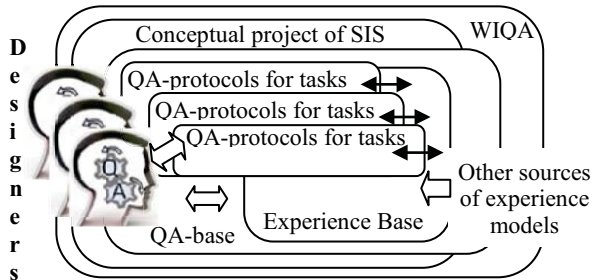 Designers
Conceptual project of SIS
WIQA
QA-protocols for tasks
QA-protocols for tasks
QA-protocols for tasks
Q
A
Other sources
of experience
models
Experience Base
QA-base